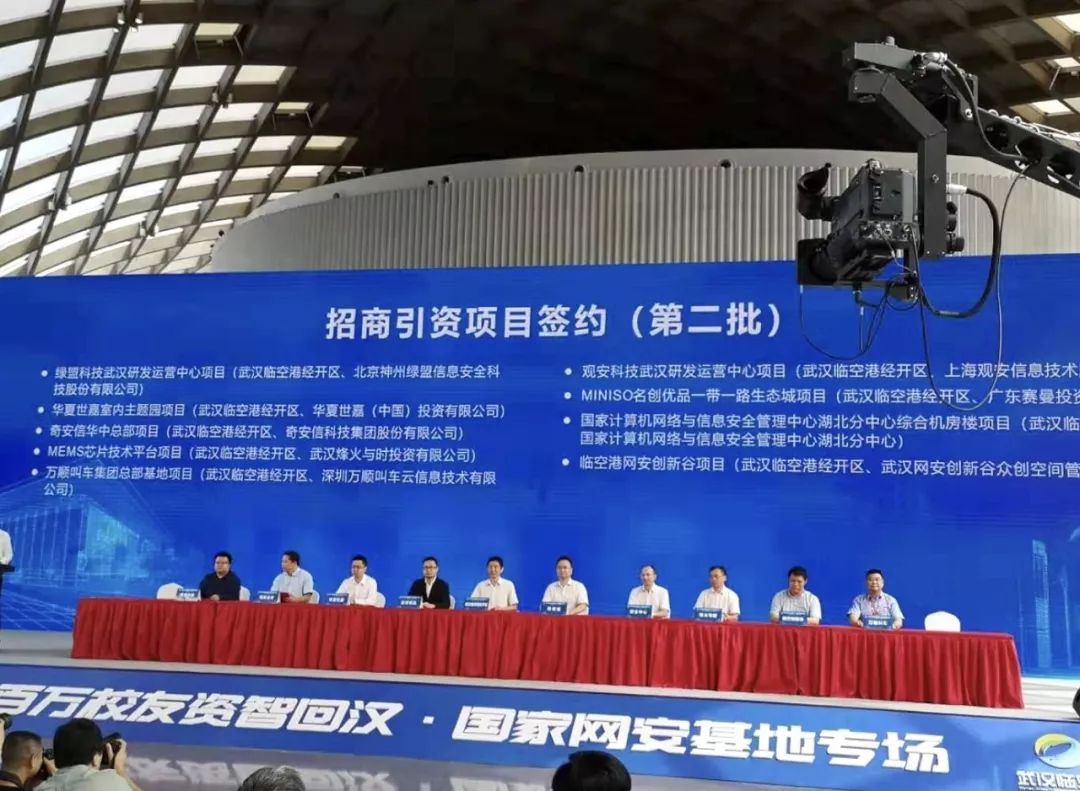 招商引资项目签约（第二批）
• 绿盟科技武汉研发运营中心项目（武汉临空港经开区、北京神州绿盟信息安全科
技股份有限公司）
• 华夏世嘉室内主题园项目（武汉临空港经开区、华夏世嘉（中国）投资有限公司）
• 奇安信华中总部项目（武汉临空港经开区、奇安信科技集团股份有限公司）
• MEMS芯片技术平台项目（武汉临空港经开区、武汉烽火与时投资有限公司）
• 万顺叫车集团总部基地项目（武汉临空港经开区、深圳万顺叫车云信息技术有限
公司）
• 观安科技武汉研发运营中心项目（武汉临空港经开区、上海观安信息技术
• MINISO名创优品一带一路生态城项目（武汉临空港经开区、广东赛曼投资
• 国家计算机网络与信息安全管理中心湖北分中心综合机房楼项目（武汉临
国家计算机网络与信息安全管理中心湖北分中心）
• 临空港网安创新谷项目（武汉临空港经开区、武汉网安创新谷众创空间管
百万校友资智回汉·国家网安基地专场
武汉临